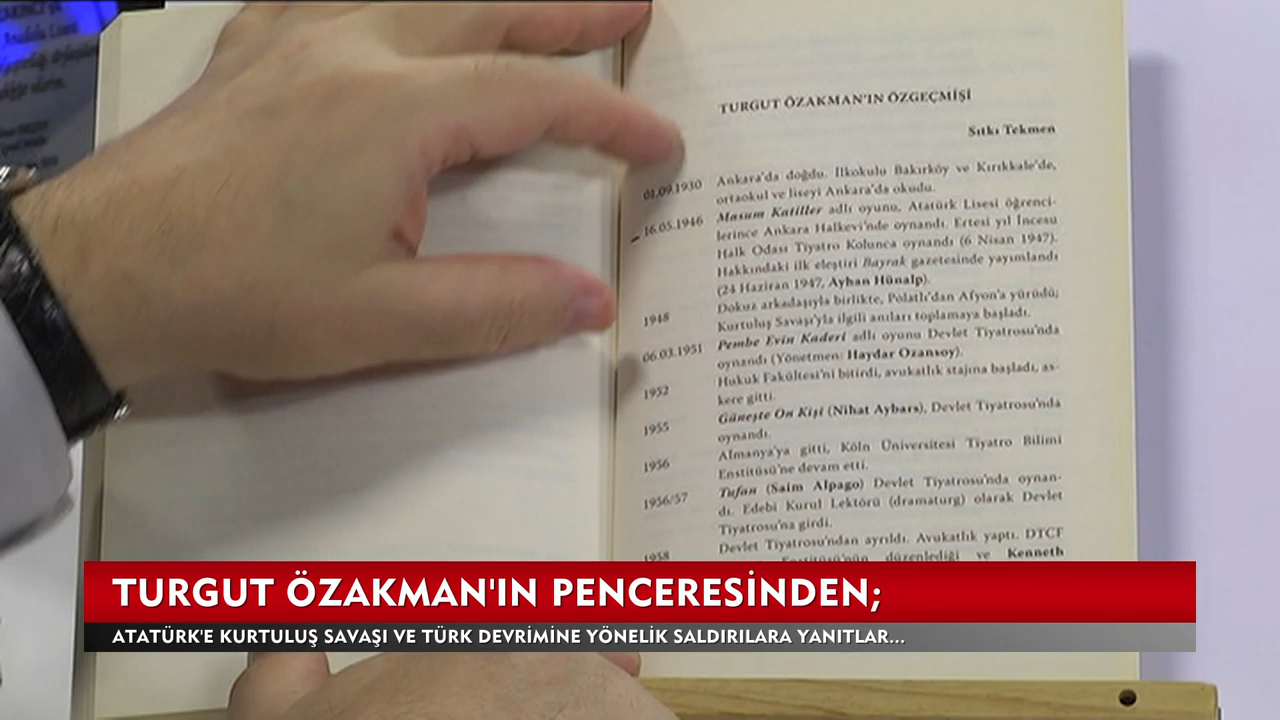 TURGUT ÖZAKMAN'IN ÖZGEÇMİŞİ
Sıtkı Tekmen
01.09.1930 Ankara'da doğdu. İlkokulu Bakırköy ve Kırıkkale'de,
ortaokul ve liseyi Ankara'da okudu.
16.05.1946 Masum Katiller adlı oyunu, Atatürk Lisesi öğrenci-
lerince Ankara Halkevi'nde oynandı. Ertesi yıl İncesu
Halk Odası Tiyatro Kolunca oynandı (6 Nisan 1947).
Hakkındaki ilk eleştiri Bayrak gazetesinde yayımlandı
(24 Haziran 1947, Ayhan Hünalp).
1948 Dokuz arkadaşıyla birlikte, Polatlı'dan Afyon'a yürüdü;
Kurtuluş Savaşı'yla ilgili anıları toplamaya başladı.
06.03.1951 Pembe Evin Kaderi adlı oyunu Devlet Tiyatrosu'nda
oynandı (Yönetmen: Haydar Ozansoy).
1952 Hukuk Fakültesi'ni bitirdi, avukatlık stajına başladı, as-
kere gitti.
1955 Güneşte On Kişi (Nihat Aybars), Devlet Tiyatrosu'nda
oynandı.
1956 Almanya'ya gitti, Köln Üniversitesi Tiyatro Bilimi
Enstitüsü'ne devam etti.
1956/57 Tufan (Saim Alpago) Devlet Tiyatrosu'nda oynan-
dı. Edebi Kurul Lektörü (dramaturg) olarak Devlet
Tiyatrosu'na girdi.
1958 Devlet Tiyatrosu'ndan ayrıldı. Avukatlık yaptı. DTCF
Enstitüsü'nün düzenlediği ve Kenneth
TURGUT ÖZAKMAN'IN PENCERESİNDEN;
ATATÜRK'E KURTULUŞ SAVAŞI VE TÜRK DEVRİMİNE YÖNELİK SALDIRILARA YANITLAR...